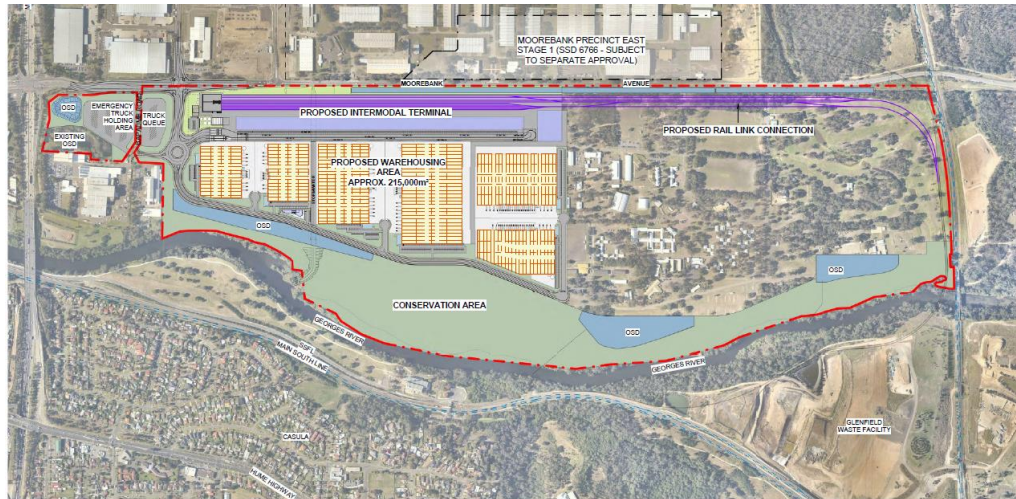 MOOREBANK PRECINCT EAST
STAGE 1 (SSD 6766 - SUBJECT
TO SEPARATE APPROVAL)
MOOREBANK
AVENUE
OSD
EMERGENCY
TRUCK
HOLDING
AREA
TRUCK
QUEUE
EXISTING
OSD
PROPOSED INTERMODAL TERMINAL
PROPOSED RAIL LINK CONNECTION
PROPOSED WAREHOUSING
AREA
APPROX. 215,000m²
OSD
OSD
CONSERVATION AREA
OSD
GEORGES RIVER
SSFL
MAIN SOUTH LINE
GEORGES RIVER
GLENFIELD
WASTE FACILITY
CASULA
HUME HIGHWAY